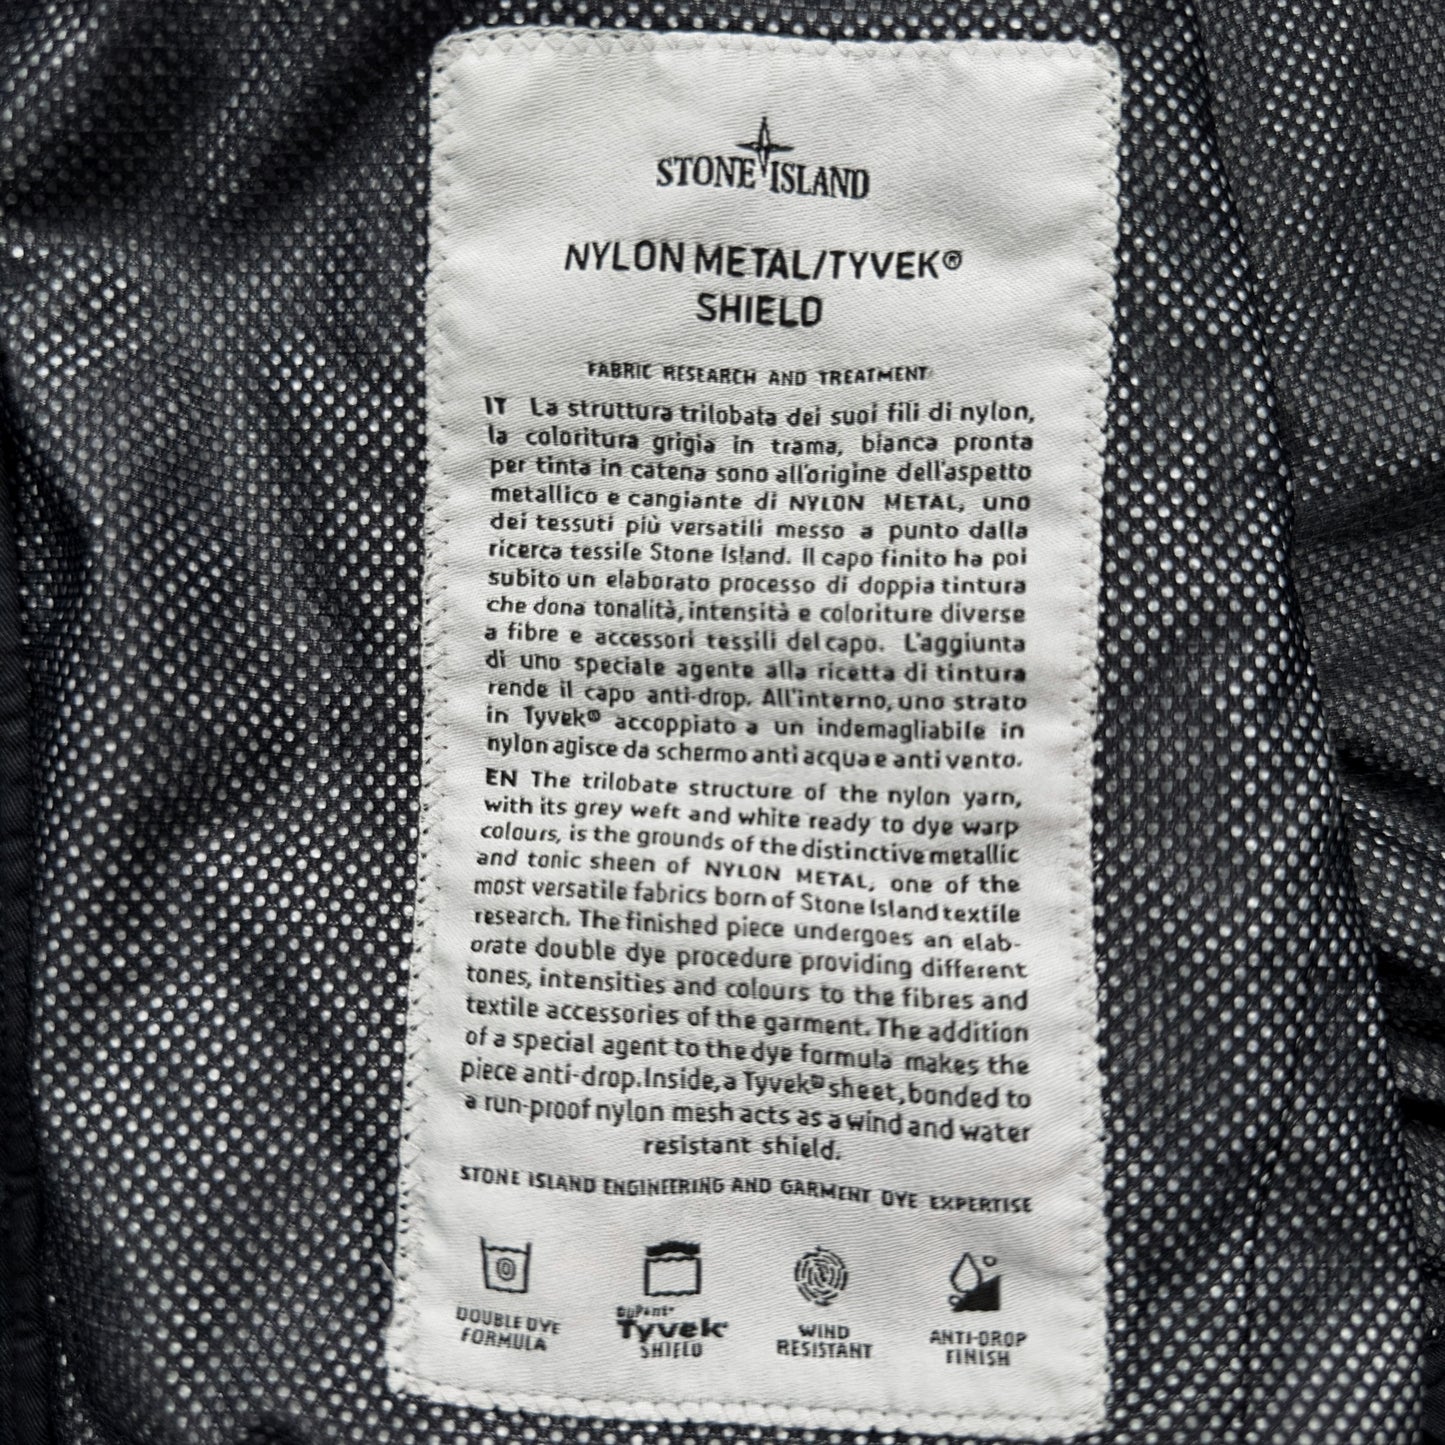 STONE ISLAND
NYLON METAL/TYVEK®
SHIELD
FABRIC RESEARCH AND TREATMENT
IT La struttura trilobata dei suoi fili di nylon,
la coloritura grigia in trama, bianca pronta
per tinta in catena sono all'origine dell'aspetto
metallico e cangiante di NYLON METAL, uno
dei tessuti più versatili messo a punto dalla
ricerca tessile Stone Island. Il capo finito ha poi
subito un elaborato processo di doppia tintura
che dona tonalità, intensità e coloriture diverse
a fibre e accessori tessili del capo. L'aggiunta
di uno speciale agente alla ricetta di tintura
rende il capo anti-drop. All'interno, uno strato
in Tyvek® accoppiato a un indemagliabile in
nylon agisce da schermo anti acqua e anti vento.
EN The trilobate structure of the nylon yarn,
with its grey weft and white ready to dye warp
colours, is the grounds of the distinctive metallic
and tonic sheen of NYLON METAL, one of the
most versatile fabrics born of Stone Island textile
research. The finished piece undergoes an elab-
orate double dye procedure providing different
tones, intensities and colours to the fibres and
textile accessories of the garment. The addition
of a special agent to the dye formula makes the
piece anti-drop. Inside, a Tyvek® sheet, bonded to
a run-proof nylon mesh acts as a wind and water
resistant shield.
STONE ISLAND ENGINEERING AND GARMENT DYE EXPERTISE
DOUBLE DYE
FORMULA
DuPont™
Tyvek®
SHIELD
WIND
RESISTANT
ANTI-DROP
FINISH